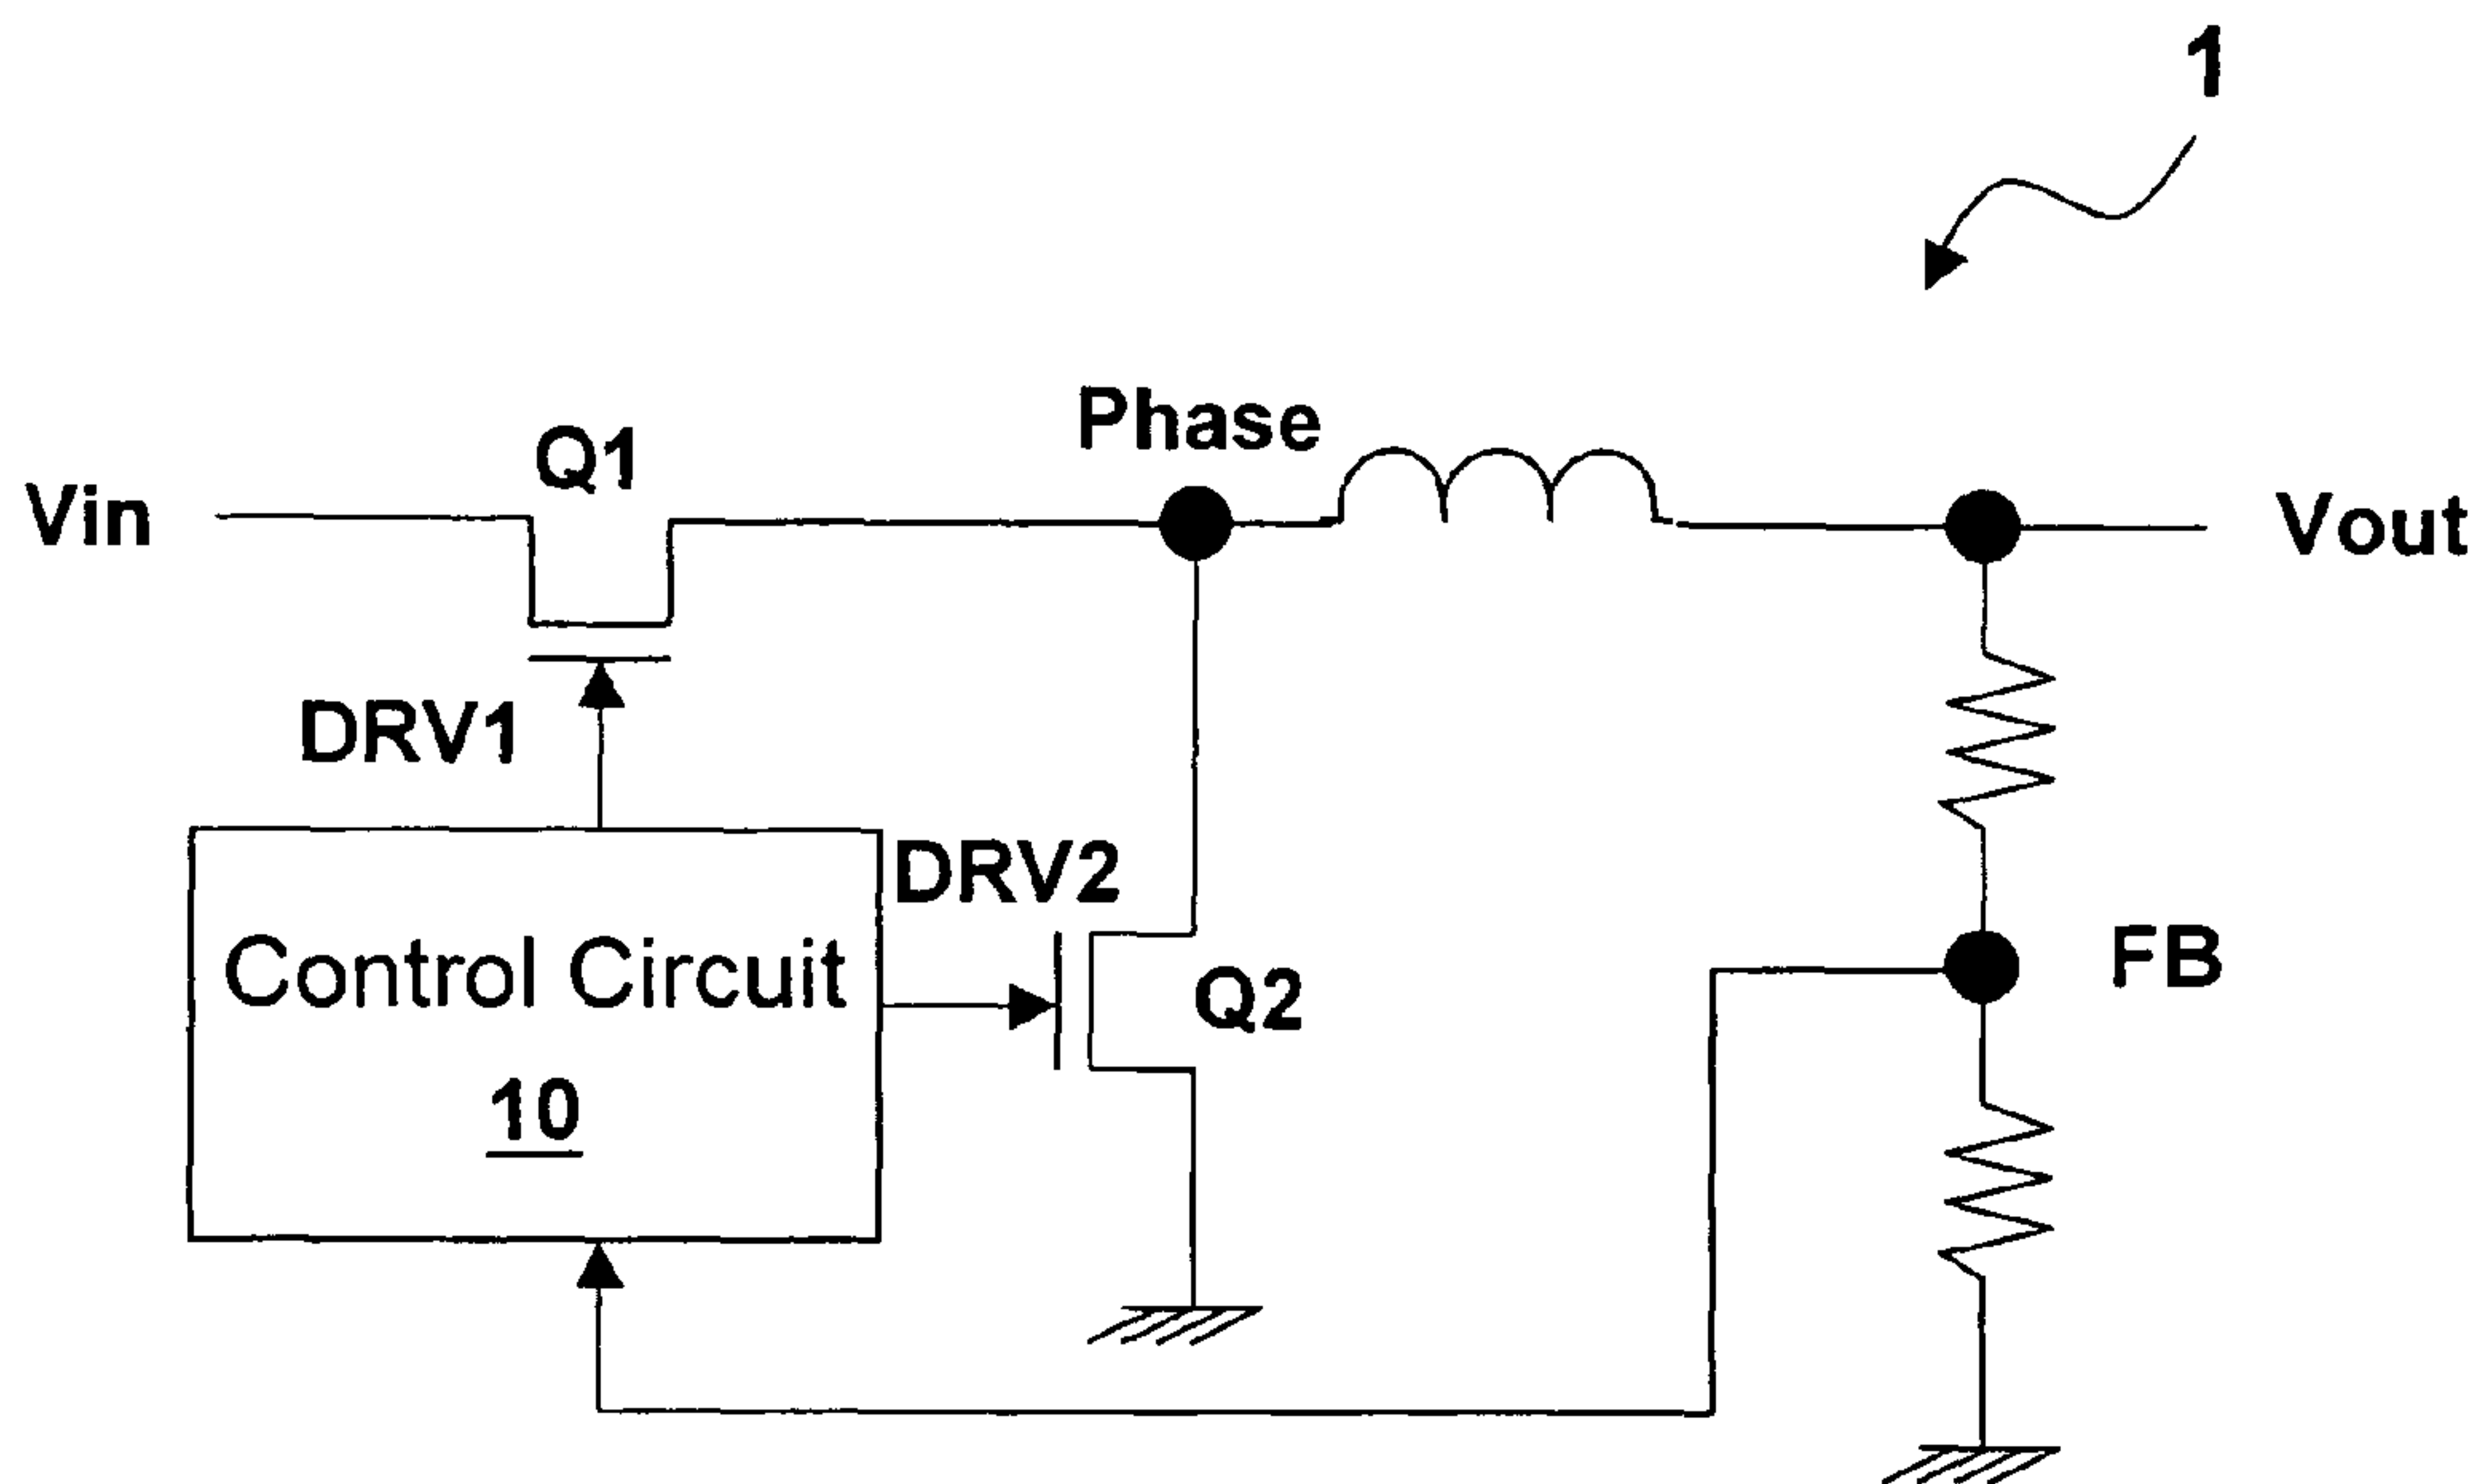 1
Phase
Q1
Vin
Vout
DRV1
DRV2
Control Circuit
FB
Q2
10